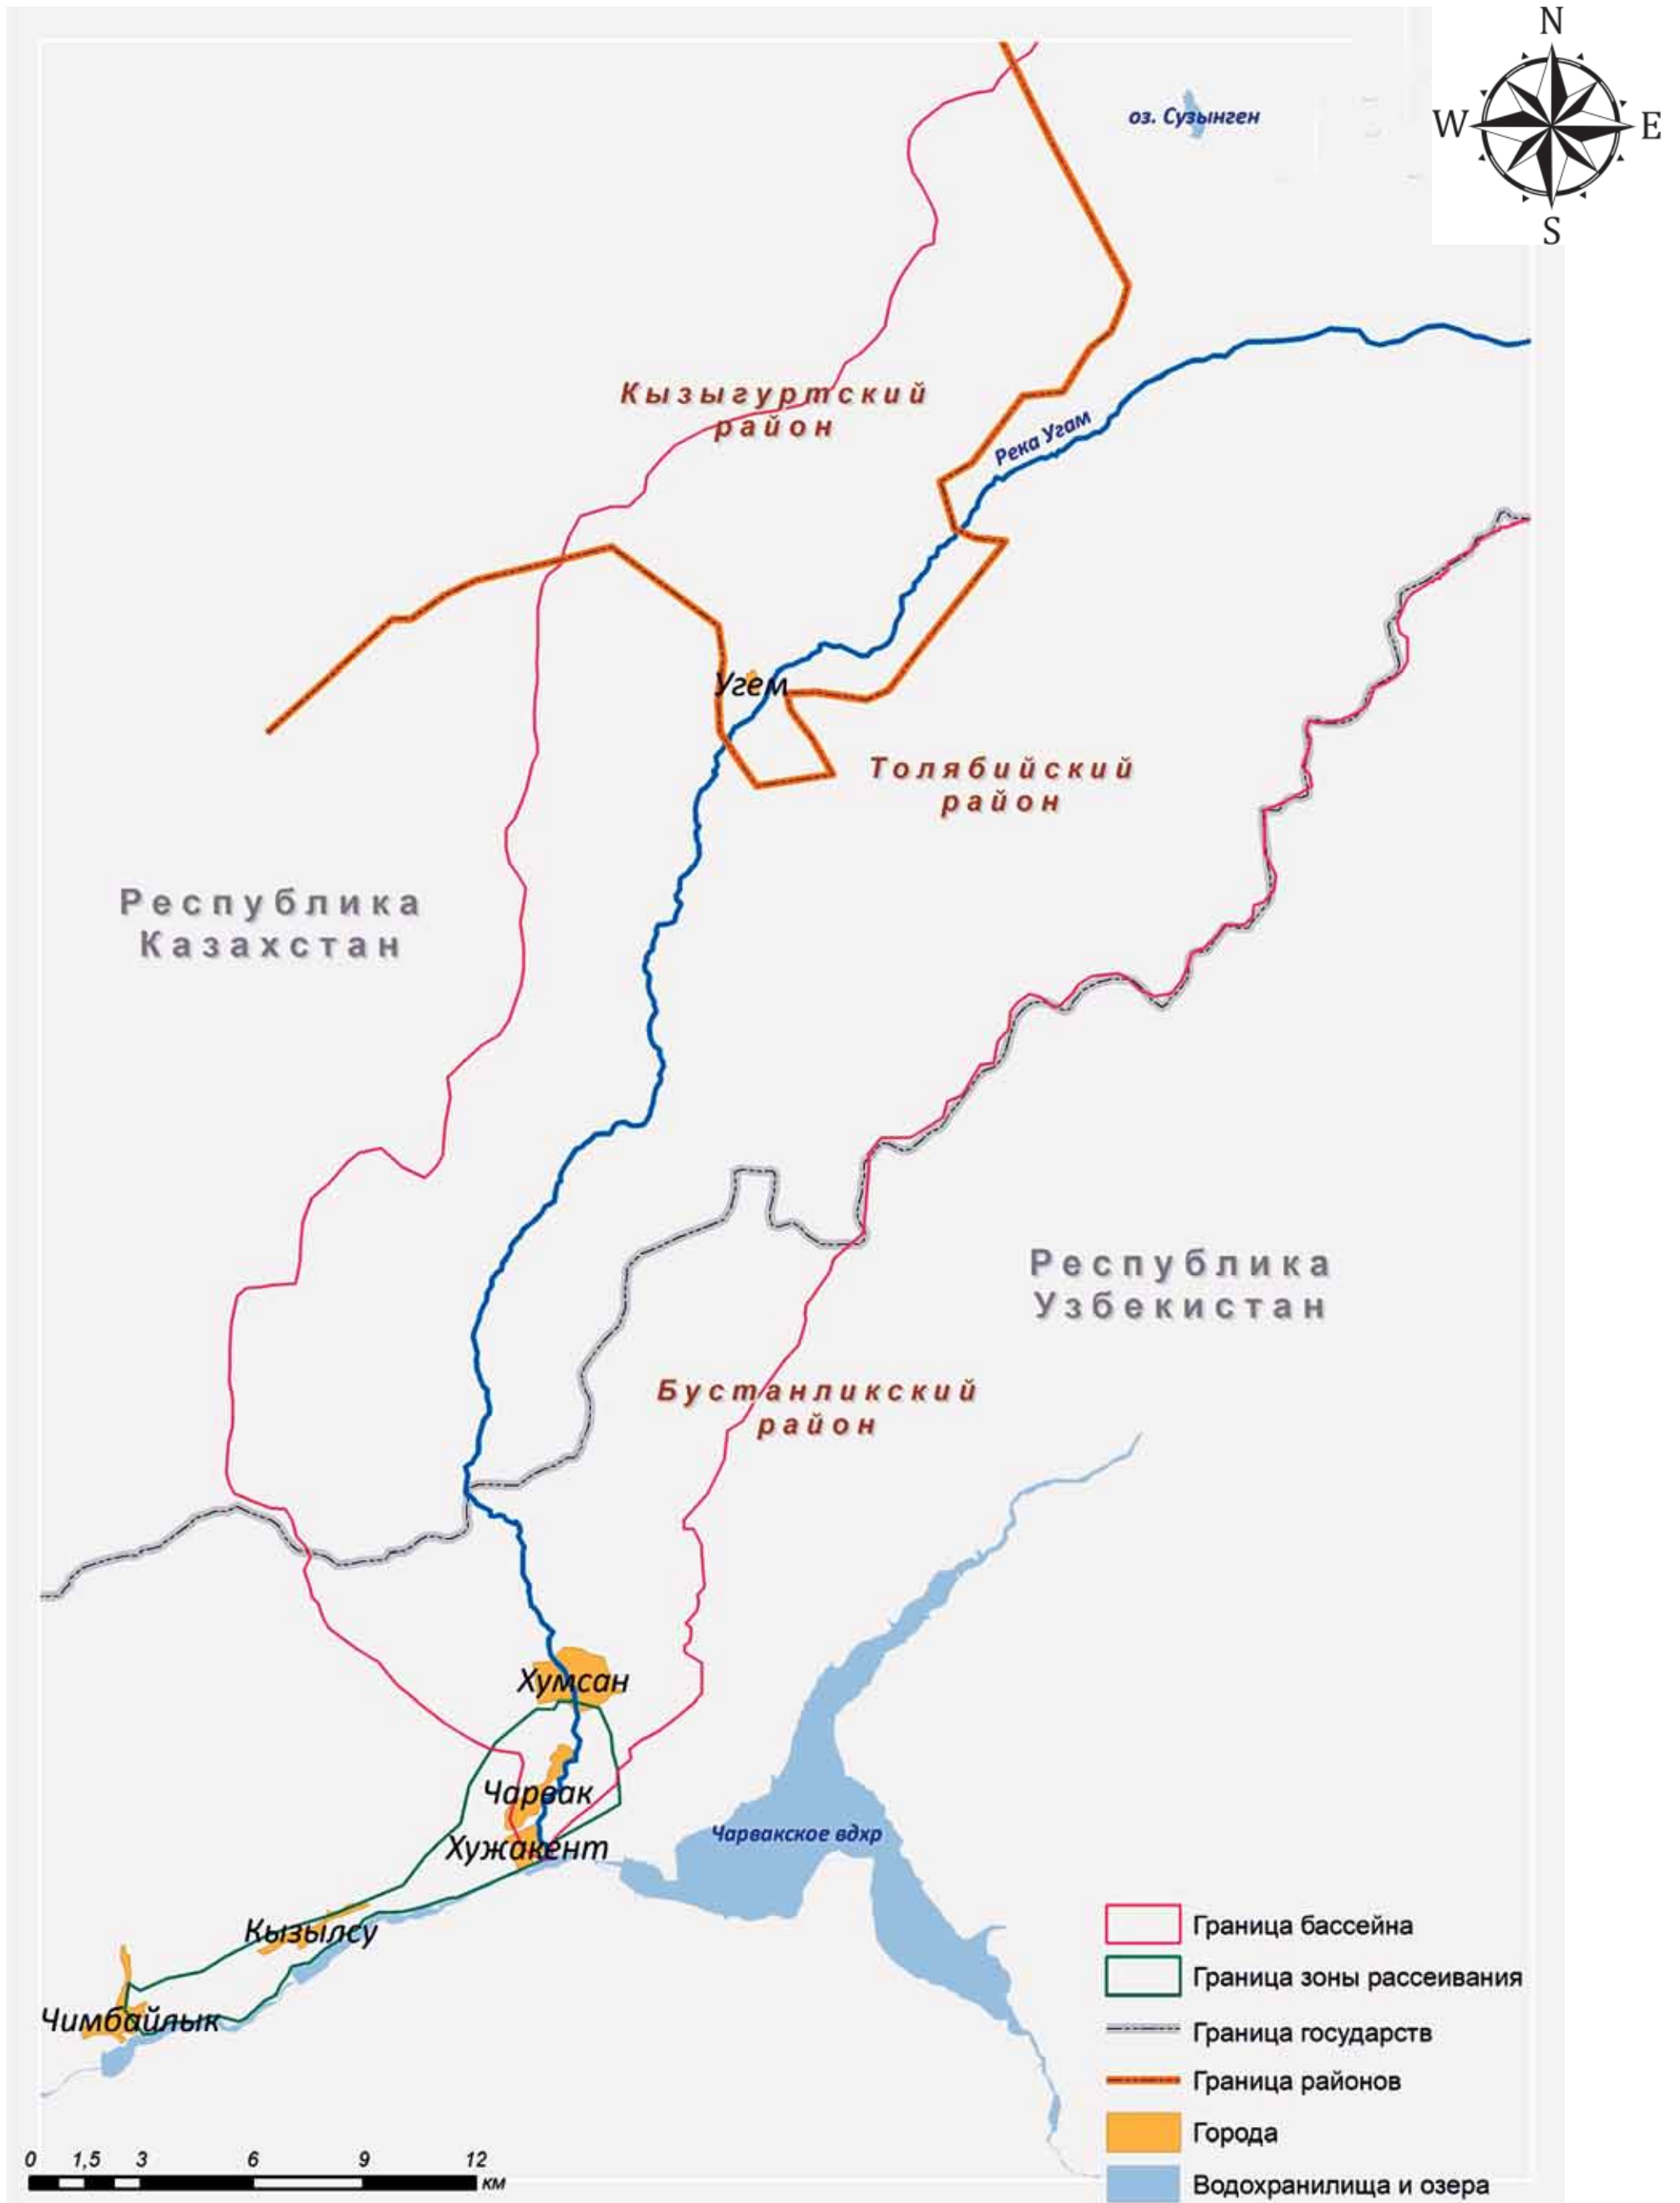 N
W
E
S
оз. Сузынген
Кызыгуртский
район
Река Угам
Угем
Толябийский
район
Республика
Казахстан
Республика
Узбекистан
Бустанликский
район
Хумсан
Чарвак
Чарвакское вдхр
Хужакент
Кызылсу
Чимбайлык
Граница бассейна
Граница зоны рассеивания
Граница государств
Граница районов
Города
Водохранилища и озера
0 1,5 3 6 9 12
км